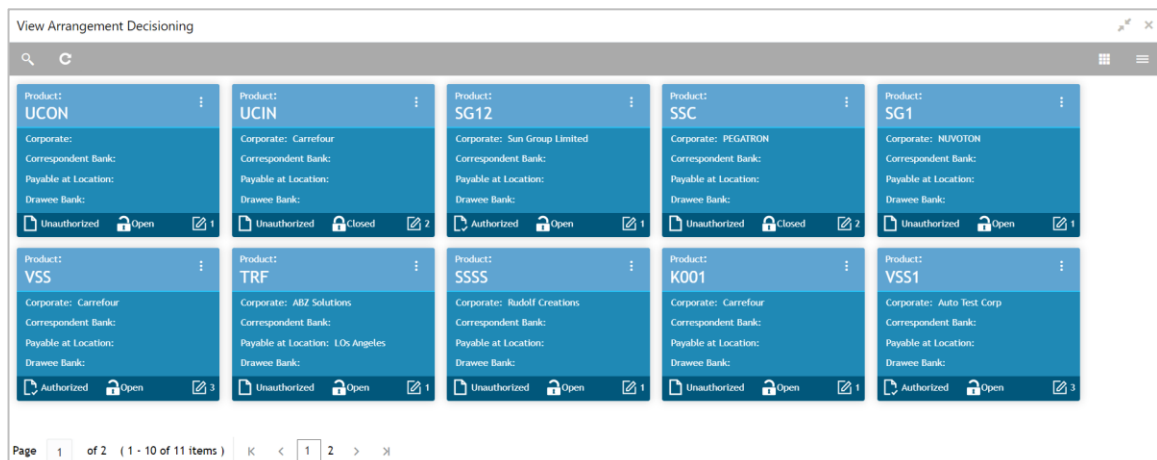 View Arrangement Decisioning
Product:
UCON
Corporate:
Correspondent Bank:
Payable at Location:
Drawee Bank:
Unauthorized Open 1
Product:
UCIN
Corporate: Carrefour
Correspondent Bank:
Payable at Location:
Drawee Bank:
Unauthorized Closed 2
Product:
SG12
Corporate: Sun Group Limited
Correspondent Bank:
Payable at Location:
Drawee Bank:
Authorized Open 1
Product:
SSC
Corporate: PEGATRON
Correspondent Bank:
Payable at Location:
Drawee Bank:
Unauthorized Closed 2
Product:
SG1
Corporate: NUVOTON
Correspondent Bank:
Payable at Location:
Drawee Bank:
Unauthorized Open 1
Product:
VSS
Corporate: Carrefour
Correspondent Bank:
Payable at Location:
Drawee Bank:
Authorized Open 3
Product:
TRF
Corporate: ABZ Solutions
Correspondent Bank:
Payable at Location: LOs Angeles
Drawee Bank:
Unauthorized Open 1
Product:
SSSS
Corporate: Rudolf Creations
Correspondent Bank:
Payable at Location:
Drawee Bank:
Unauthorized Open 1
Product:
K001
Corporate: Carrefour
Correspondent Bank:
Payable at Location:
Drawee Bank:
Unauthorized Open 1
Product:
VSS1
Corporate: Auto Test Corp
Correspondent Bank:
Payable at Location:
Drawee Bank:
Authorized Open 3
Page 1 of 2 ( 1 - 10 of 11 items ) 1 2